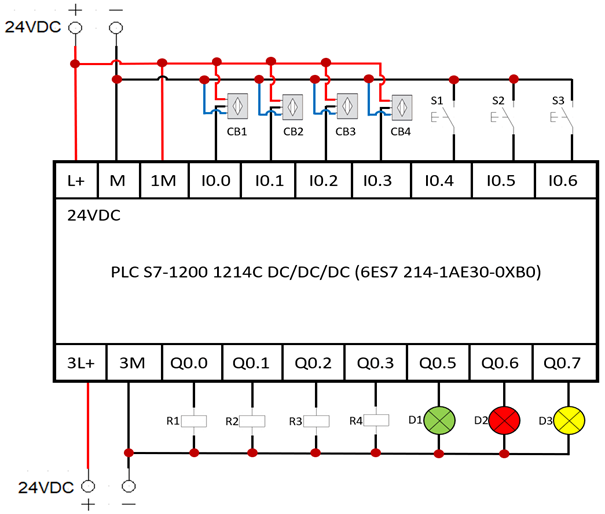 + −
24VDC
CB1 CB2 CB3 CB4 S1 S2 S3
L+ M 1M I0.0 I0.1 I0.2 I0.3 I0.4 I0.5 I0.6
24VDC
PLC S7-1200 1214C DC/DC/DC (6ES7 214-1AE30-0XB0)
3L+ 3M Q0.0 Q0.1 Q0.2 Q0.3 Q0.5 Q0.6 Q0.7
R1 R2 R3 R4 D1 D2 D3
24VDC
+ −